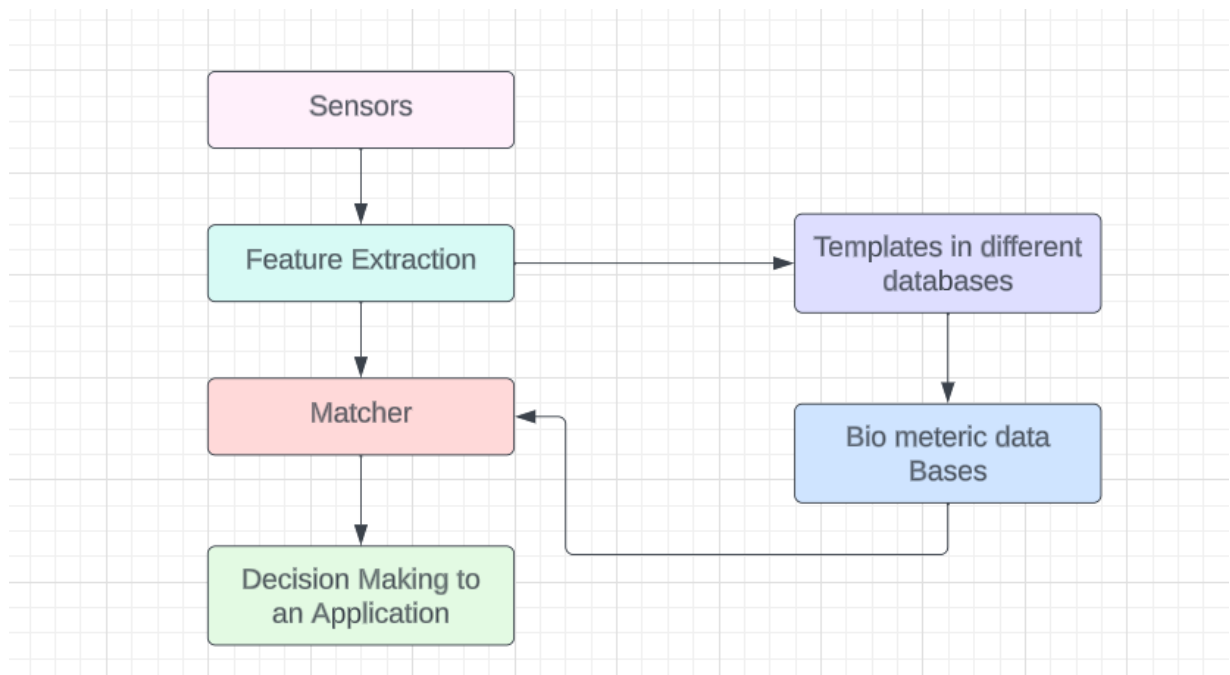 Sensors
Feature Extraction
Templates in different
databases
Matcher
Bio meteric data
Bases
Decision Making to
an Application